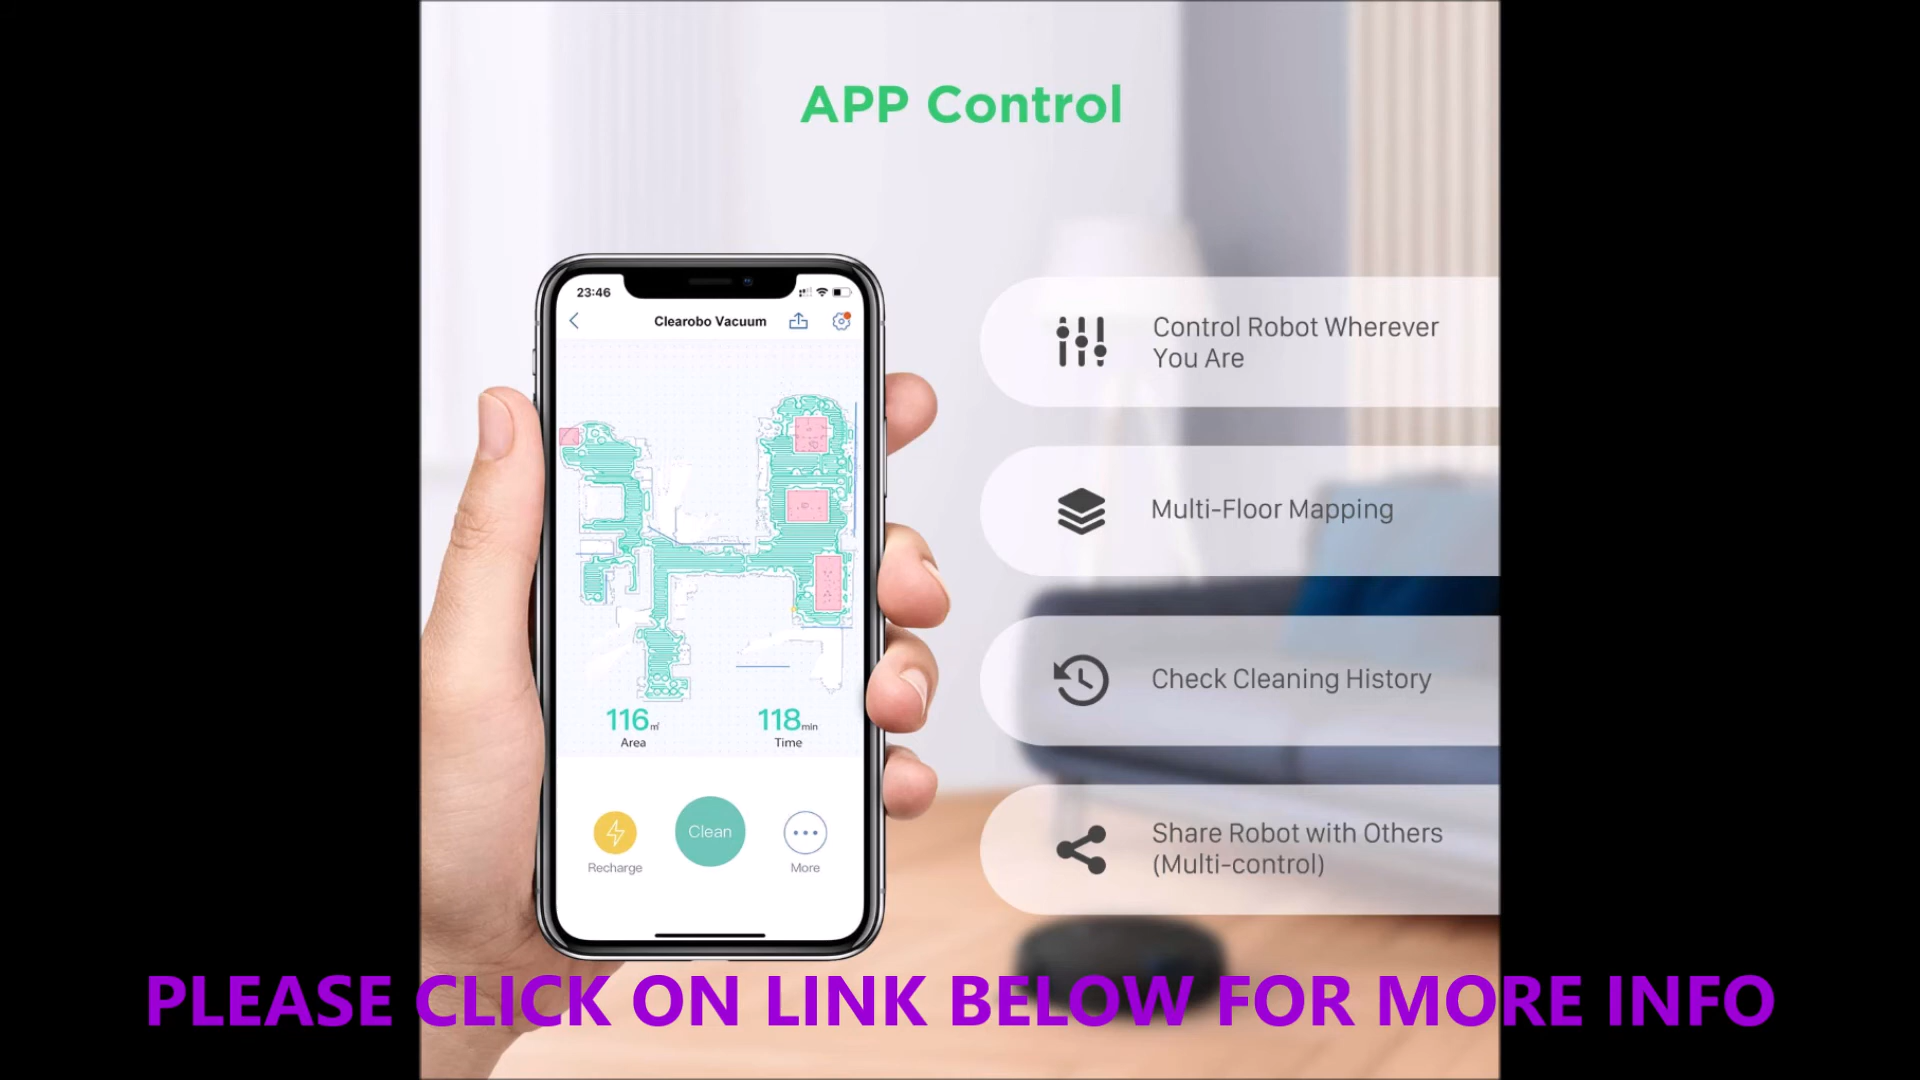 APP Control
23:46
Clearobo Vacuum
116㎡
Area
118min
Time
Recharge
Clean
More
Control Robot Wherever
You Are
Multi-Floor Mapping
Check Cleaning History
Share Robot with Others
(Multi-control)
PLEASE CLICK ON LINK BELOW FOR MORE INFO